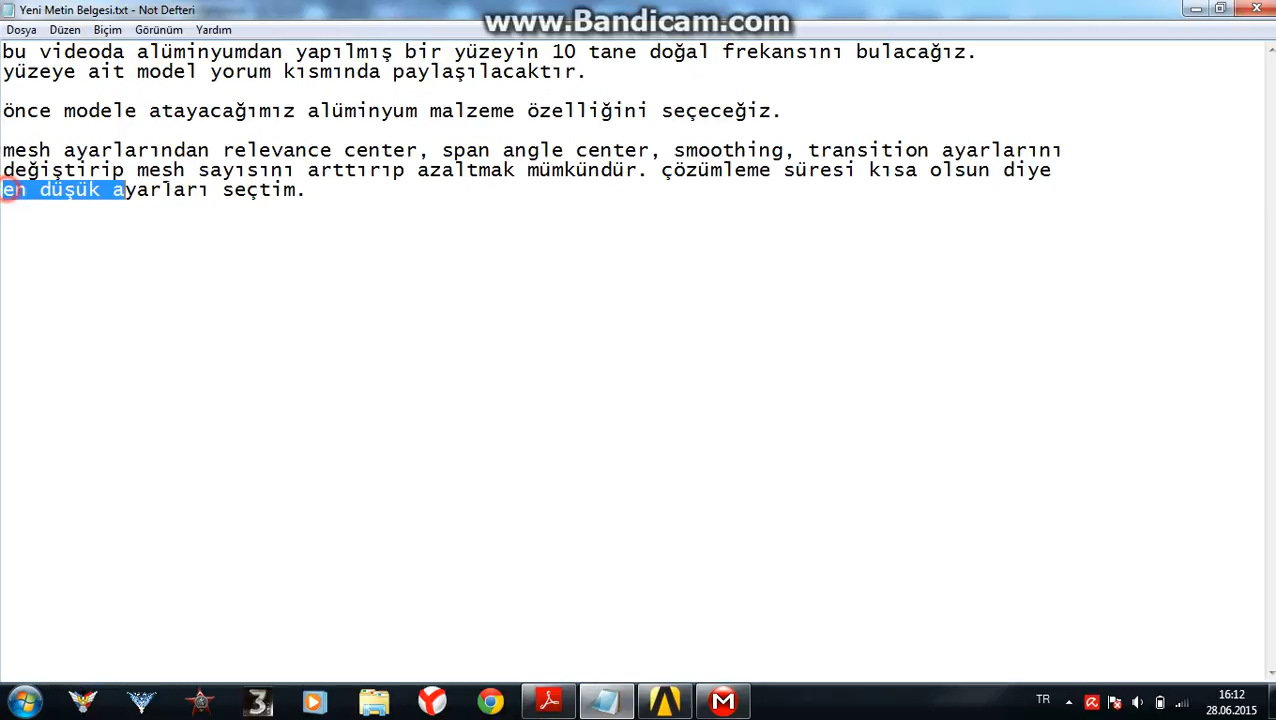 Yeni Metin Belgesi.txt - Not Defteri
www.Bandicam.com
Dosya Düzen Biçim Görünüm Yardım
bu videoda alüminyumdan yapılmış bir yüzeyin 10 tane doğal frekansını bulacağız.
yüzeye ait model yorum kısmında paylaşılacaktır.
önce modele atayacağımız alüminyum malzeme özelliğini seçeceğiz.
mesh ayarlarından relevance center, span angle center, smoothing, transition ayarlarını
değiştirip mesh sayısını arttırıp azaltmak mümkündür. çözümleme süresi kısa olsun diye
en düşük ayarları seçtim.
TR
16:12
28.06.2015